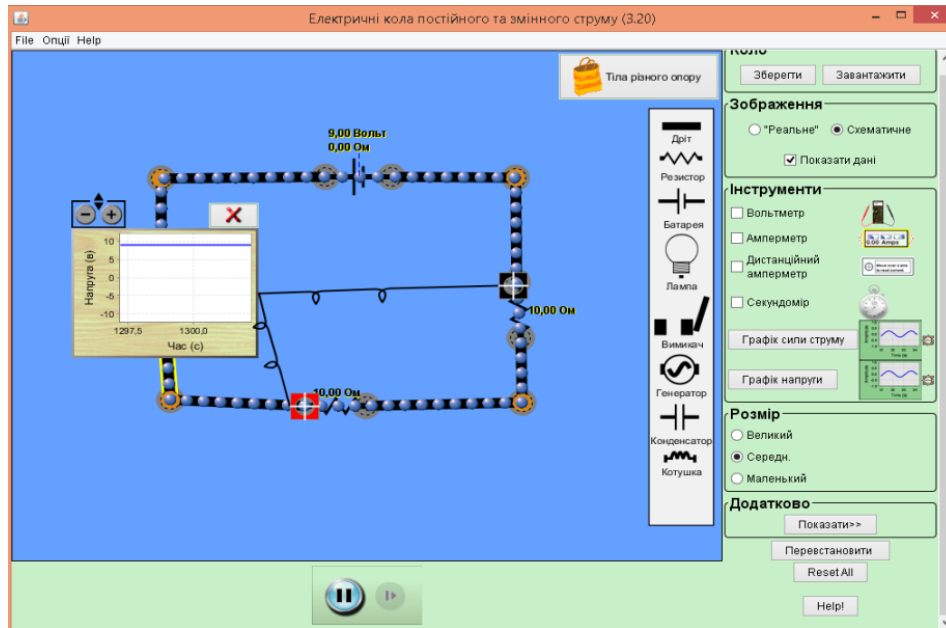 Електричні кола постійного та змінного струму (3.20)
File Опції Help
Коло
Зберегти
Завантажити
Тіла різного опору
Зображення
"Реальне"
Схематичне
Показати дані
Дріт
Резистор
Батарея
Лампа
Вимикач
Генератор
Конденсатор
Котушка
9,00 Вольт
0,00 Ом
10,00 Ом
10,00 Ом
Напруга (в)
10
5
0
-5
-10
1297,5
1300,0
Час (с)
Інструменти
Вольтметр
Амперметр
0.00 Amps
Дистанційний
амперметр
Секундомір
Графік сили струму
Графік напруги
Розмір
Великий
Середн.
Маленький
Додатково
Показати>>
Перевстановити
Reset All
Help!